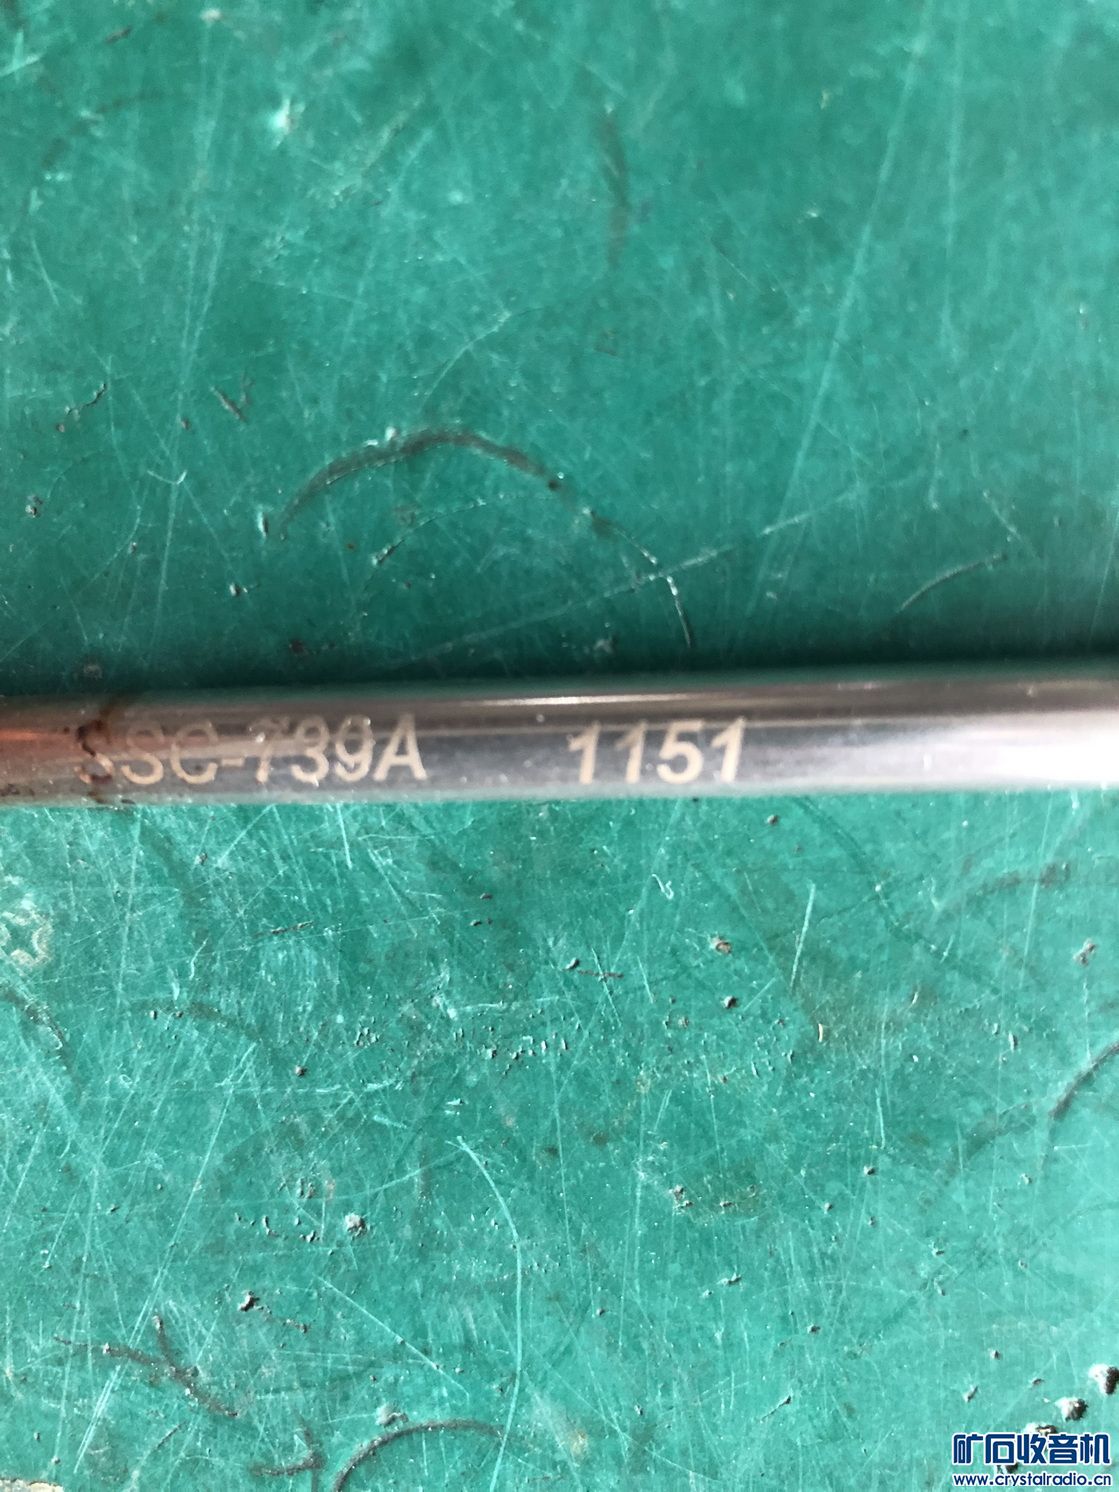 SSC-739A 1151
矿石收音机
www.crystalradio.cn